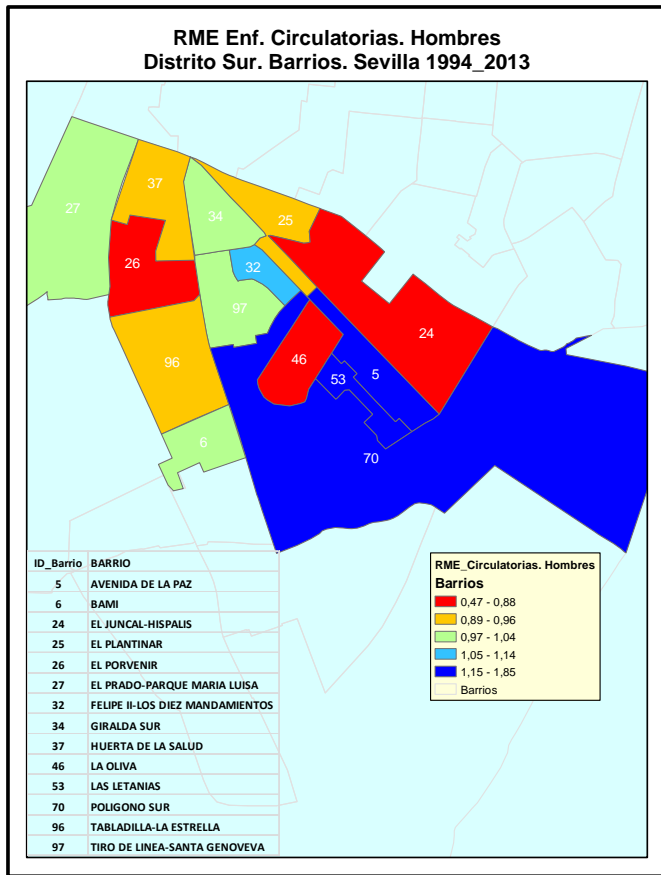 RME Enf. Circulatorias. Hombres
Distrito Sur. Barrios. Sevilla 1994_2013
37
27
34
25
26
32
97
24
46
5
96
53
6
70
ID_Barrio BARRIO
5 AVENIDA DE LA PAZ
6 BAMI
24 EL JUNCAL-HISPALIS
25 EL PLANTINAR
26 EL PORVENIR
27 EL PRADO-PARQUE MARIA LUISA
32 FELIPE II-LOS DIEZ MANDAMIENTOS
34 GIRALDA SUR
37 HUERTA DE LA SALUD
46 LA OLIVA
53 LAS LETANIAS
70 POLIGONO SUR
96 TABLADILLA-LA ESTRELLA
97 TIRO DE LINEA-SANTA GENOVEVA
RME_Circulatorias. Hombres
Barrios
0,47 - 0,88
0,89 - 0,96
0,97 - 1,04
1,05 - 1,14
1,15 - 1,85
Barrios